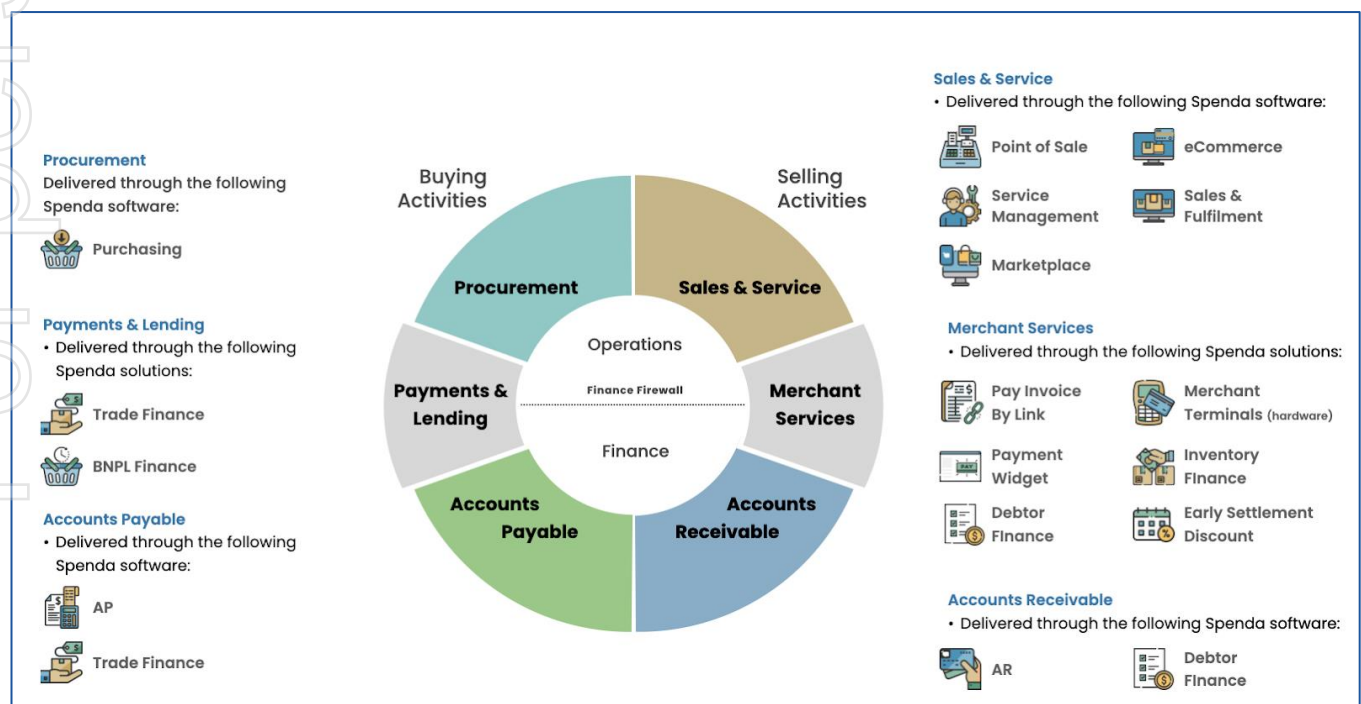 Procurement
Delivered through the following
Spenda software:
Purchasing
Payments & Lending
• Delivered through the following
Spenda solutions:
Trade Finance
BNPL Finance
Accounts Payable
• Delivered through the following
Spenda software:
AP
Trade Finance
Buying
Activities
Selling
Activities
Procurement
Sales & Service
Payments &
Lending
Merchant
Services
Accounts
Payable
Accounts
Receivable
Operations
Finance Firewall
Finance
Sales & Service
• Delivered through the following Spenda software:
Point of Sale
eCommerce
Service
Management
Sales &
Fulfilment
Marketplace
Merchant Services
• Delivered through the following Spenda solutions:
Pay Invoice
By Link
Merchant
Terminals (hardware)
Payment
Widget
PAY
Inventory
FInance
Debtor
FInance
Early Settlement
Discount
Accounts Receivable
• Delivered through the following Spenda software:
AR
Debtor
FInance